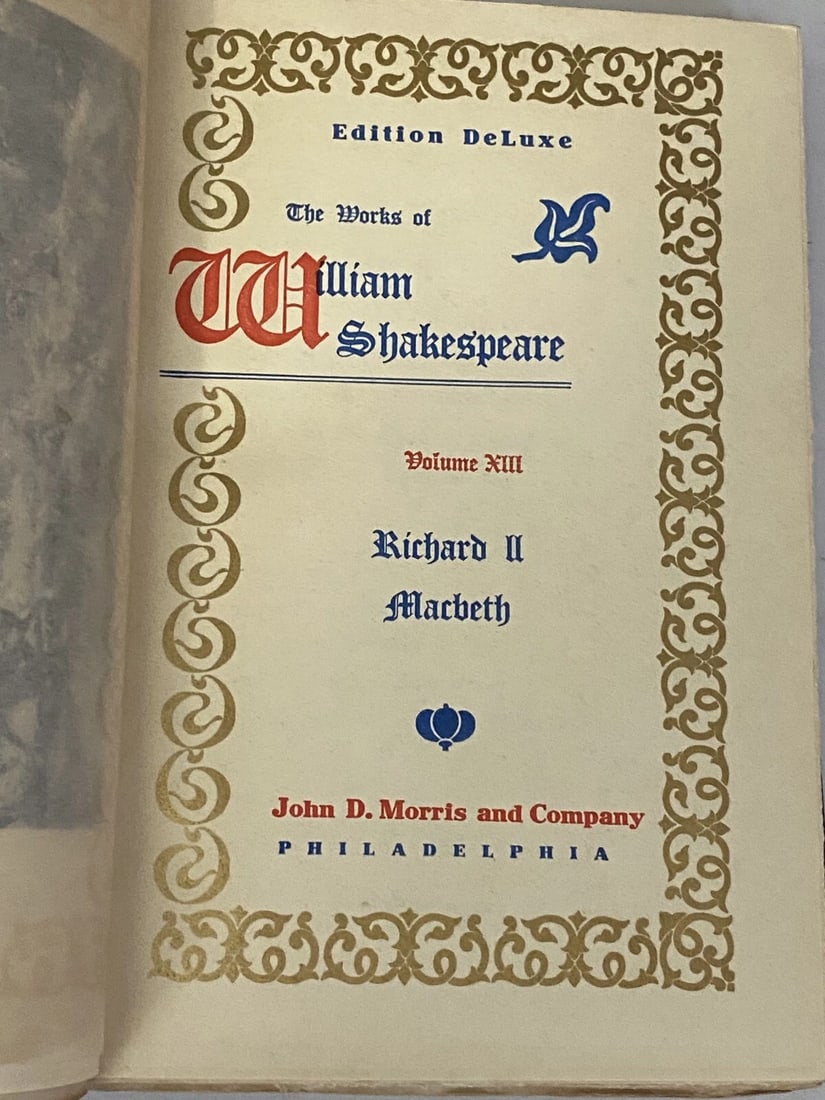 Edition DeLuxe
The Works of
William
Shakespeare
Volume XIII
Richard II
Macbeth
John D. Morris and Company
PHILADELPHIA